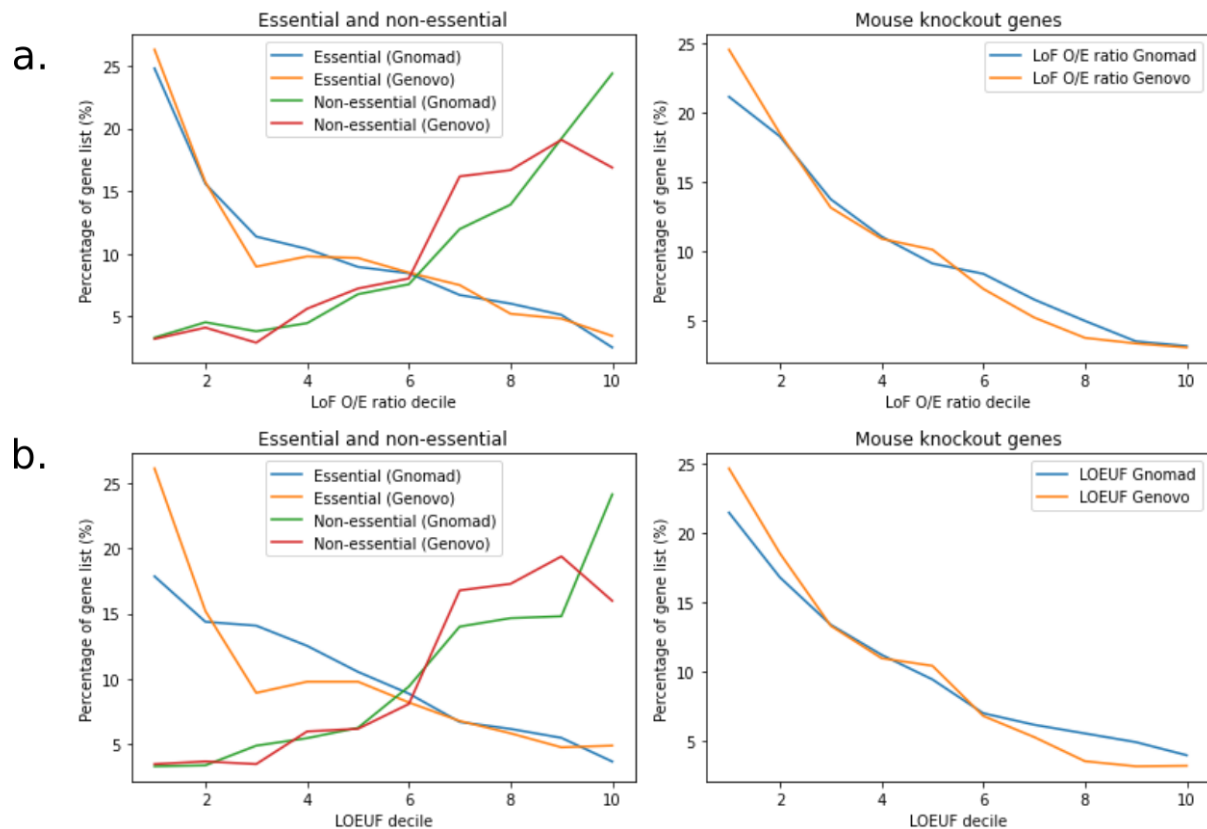 a.
Essential and non-essential
Percentage of gene list (%)
25
20
15
10
5
Essential (Gnomad)
Essential (Genovo)
Non-essential (Gnomad)
Non-essential (Genovo)
2 4 6 8 10
LoF O/E ratio decile
Mouse knockout genes
Percentage of gene list (%)
25
20
15
10
5
LoF O/E ratio Gnomad
LoF O/E ratio Genovo
2 4 6 8 10
LoF O/E ratio decile
b.
Essential and non-essential
Percentage of gene list (%)
25
20
15
10
5
Essential (Gnomad)
Essential (Genovo)
Non-essential (Gnomad)
Non-essential (Genovo)
2 4 6 8 10
LOEUF decile
Mouse knockout genes
Percentage of gene list (%)
25
20
15
10
5
LOEUF Gnomad
LOEUF Genovo
2 4 6 8 10
LOEUF decile